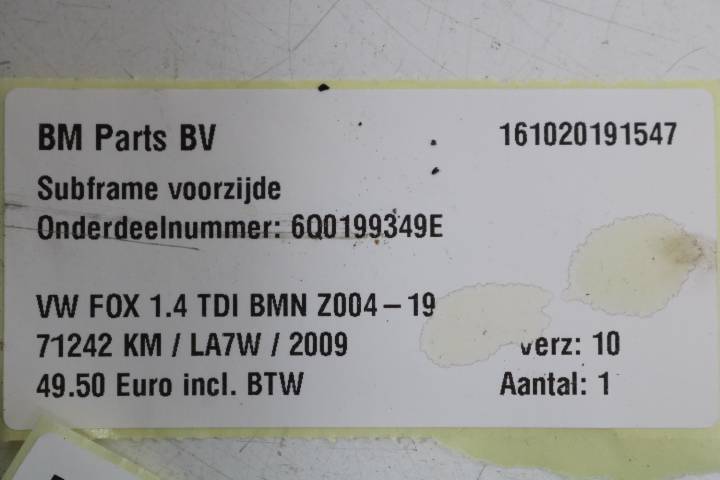 BM Parts BV 161020191547
Subframe voorzijde
Onderdeelnummer: 6Q0199349E
VW FOX 1.4 TDI BMN Z004 – 19
71242 KM / LA7W / 2009 verz: 10
49.50 Euro incl. BTW Aantal: 1